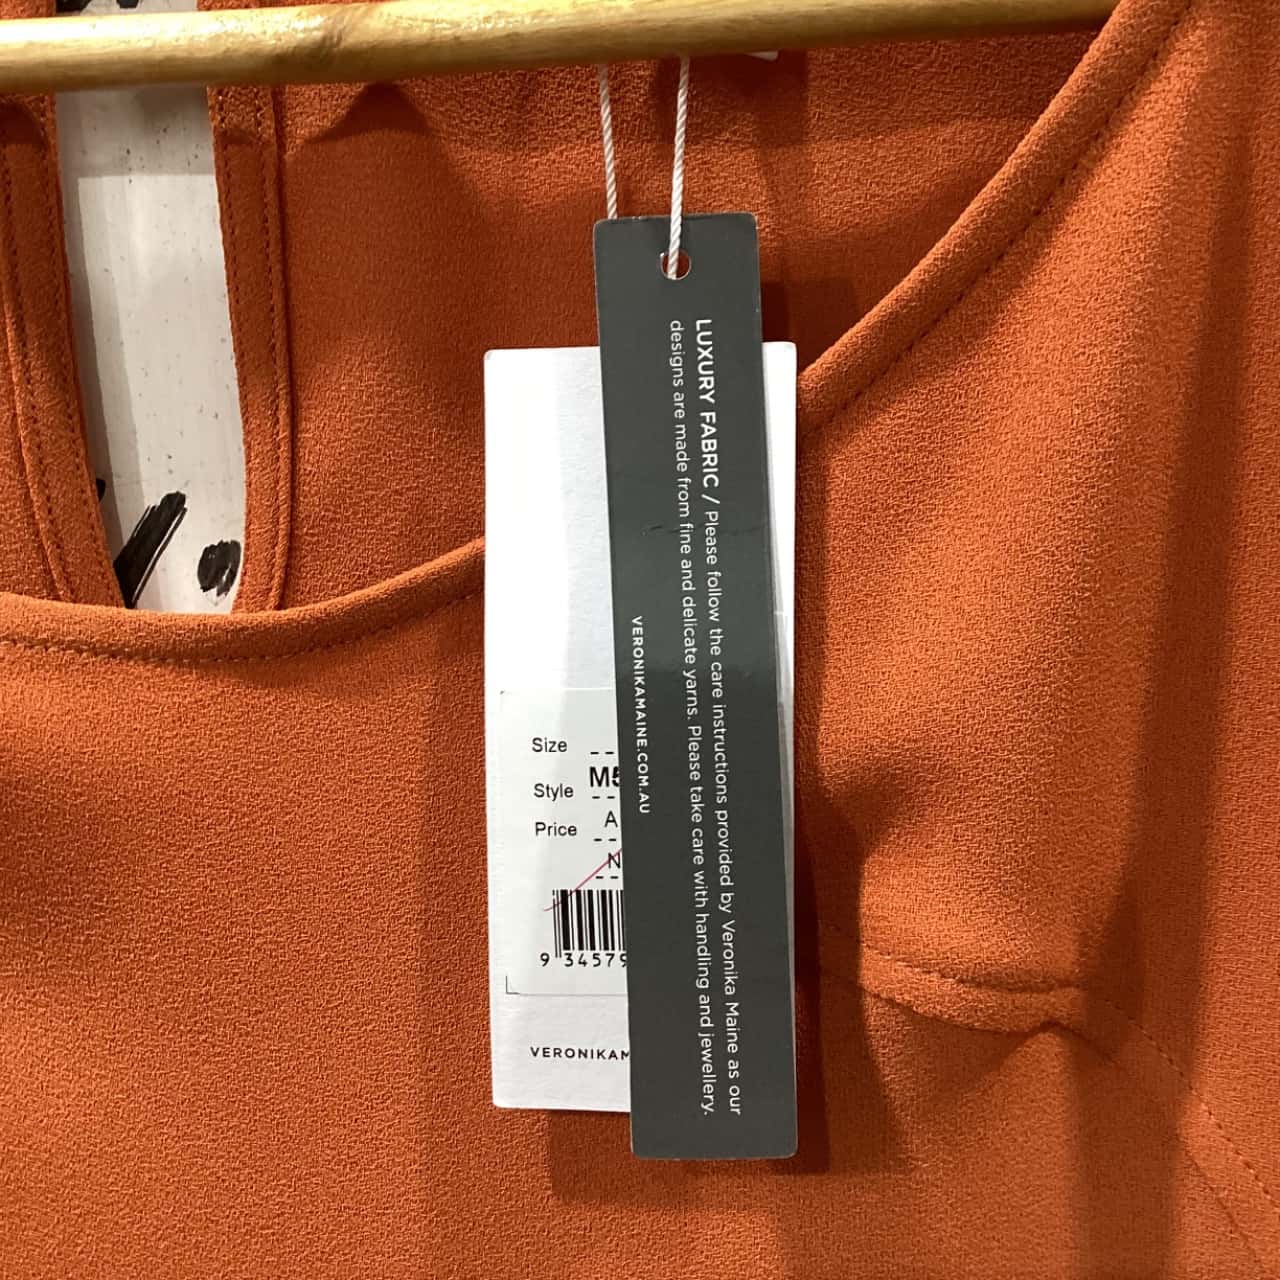 LUXURY FABRIC / Please follow the care instructions provided by Veronika Maine as our
designs are made from fine and delicate yarns. Please take care with handling and jewellery.
VERONIKAMAINE.COM.AU
Size
Style M5
Price A
N
9 34579
VERONIKAM